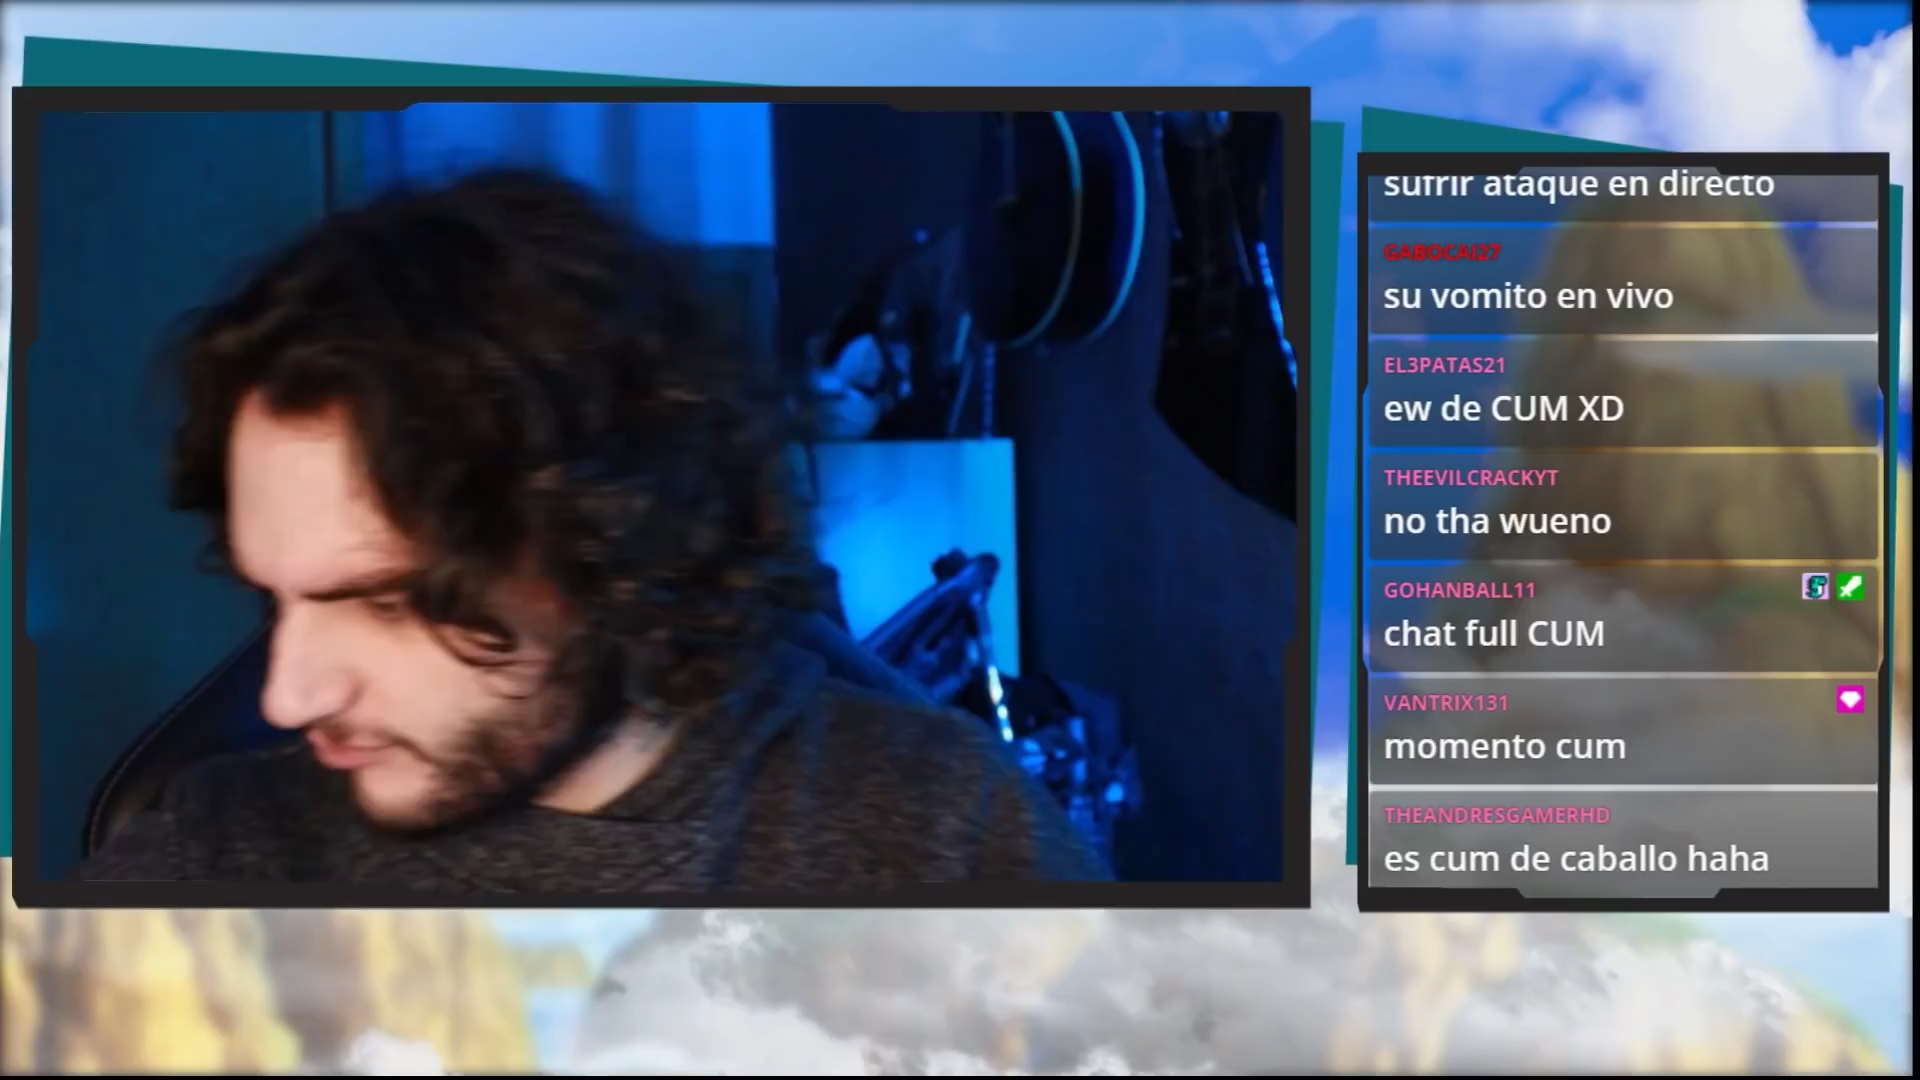 sufrir ataque en directo
GABOCAI27
su vomito en vivo
EL3PATAS21
ew de CUM XD
THEEVILCRACKYT
no tha wueno
GOHANBALL11
chat full CUM
VANTRIX131
momento cum
THEANDRESGAMERHD
es cum de caballo haha